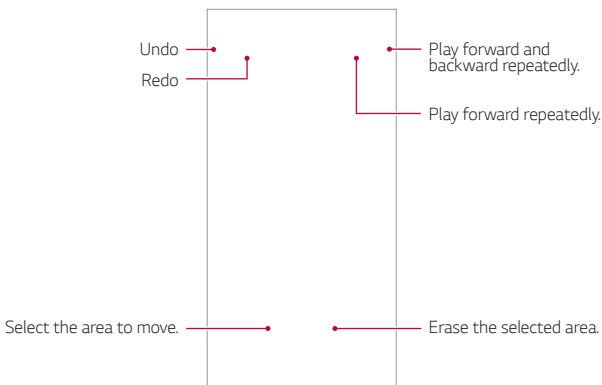 Undo
Redo
Play forward and
backward repeatedly.
Play forward repeatedly.
Select the area to move.
Erase the selected area.